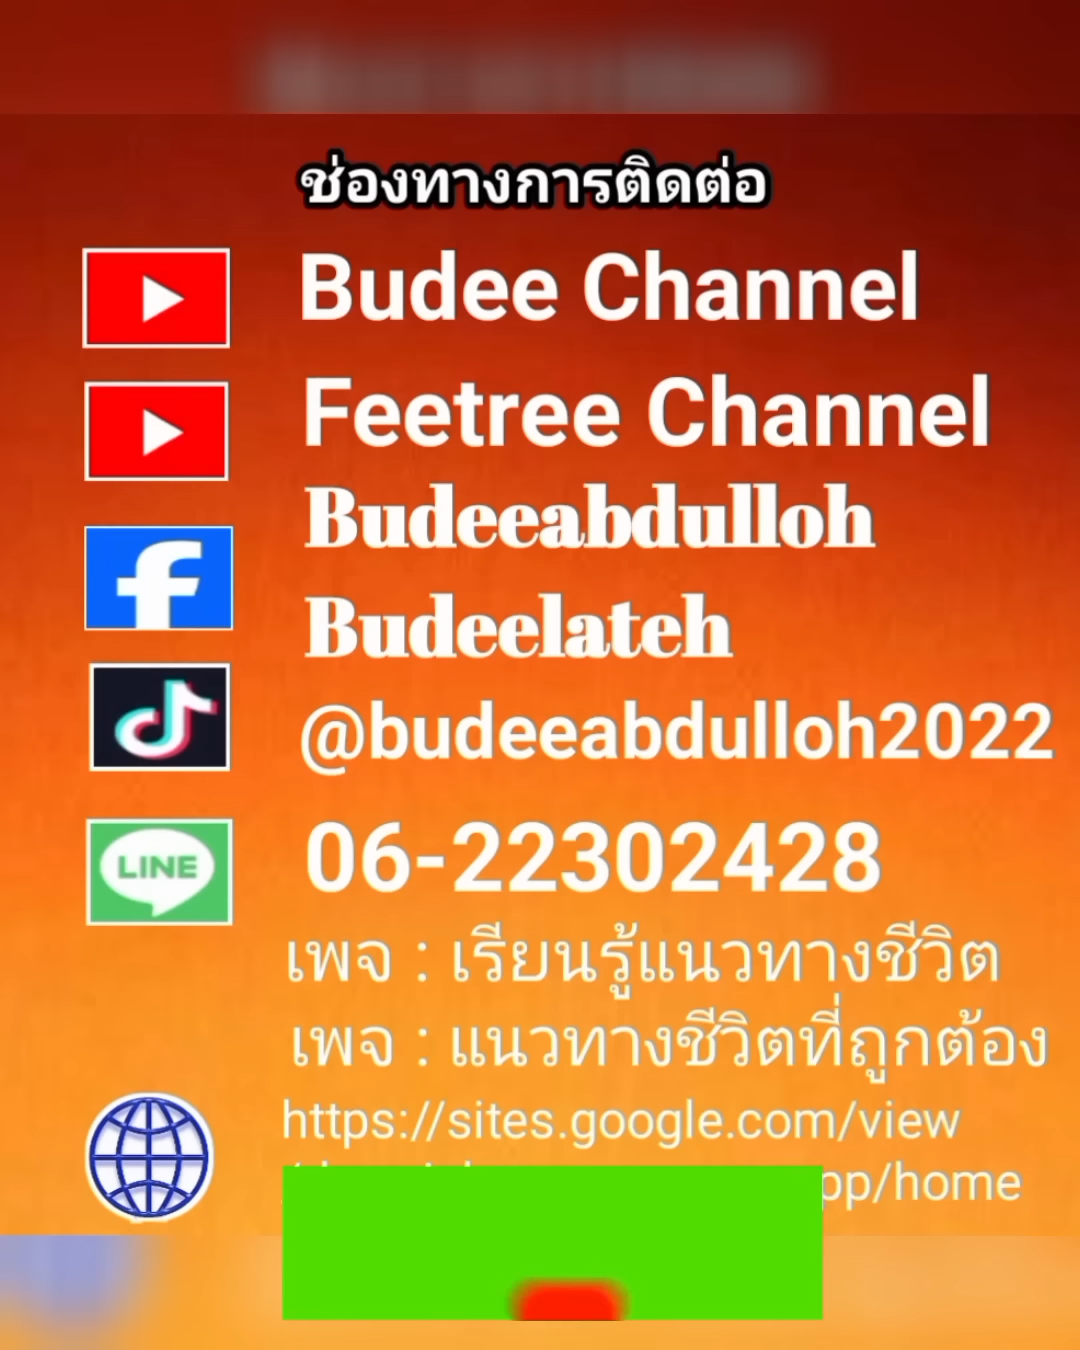 ช่องทางการติดต่อ
Budee Channel
Feetree Channel
Budeeabdulloh
Budeelateh
@budeeabdulloh2022
LINE
06-22302428
เพจ : เรียนรู้แนวทางชีวิต
เพจ : แนวทางชีวิตที่ถูกต้อง
https://sites.google.com/view
pp/home